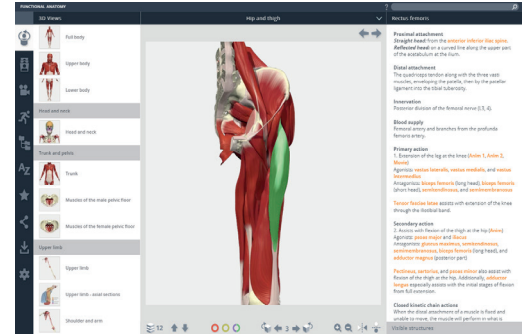 FUNCTIONAL ANATOMY
3D Views
Hip and thigh
Rectus femoris
Full body
Upper body
Lower body
Head and neck
Head and neck
Trunk and pelvis
Trunk
Muscles of the male pelvic floor
Muscles of the female pelvic floor
Upper limb
Upper limb
Upper limb - axial sections
Shoulder and arm
AZ
12
3
Proximal attachment
Straight head: from the anterior inferior iliac spine.
Reflected head: on a curved line along the upper part
of the acetabulum at the ilium.
Distal attachment
The quadriceps tendon along with the three vasti
muscles, enveloping the patella, then by the patellar
ligament into the tibial tuberosity.
Innervation
Posterior division of the femoral nerve (L3, 4).
Blood supply
Femoral artery and branches from the profunda
femoris artery.
Primary action
1. Extension of the leg at the knee (Anim 1, Anim 2,
Movie)
Agonists: vastus lateralis, vastus medialis, and vastus
intermedius
Antagonists: biceps femoris (long head), biceps femoris
(short head), semitendinosus, and semimembranosus
Tensor fasciae latae assists with extension of the knee
through the iliotibial band.
Secondary action
2. Assists with flexion of the thigh at the hip (Anim)
Agonists: psoas major and iliacus
Antagonists: gluteus maximus, semitendinosus,
semimembranosus, biceps femoris (long head), and
adductor magnus (posterior part)
Pectineus, sartorius, and psoas minor also assist with
flexion of the thigh at the hip. Additionally, adductor
longus especially assists with the initial stages of flexion
from full extension.
Closed kinetic chain actions
When the distal attachment of a muscle is fixed and
unable to move, the muscle will perform in what is
Visible structures